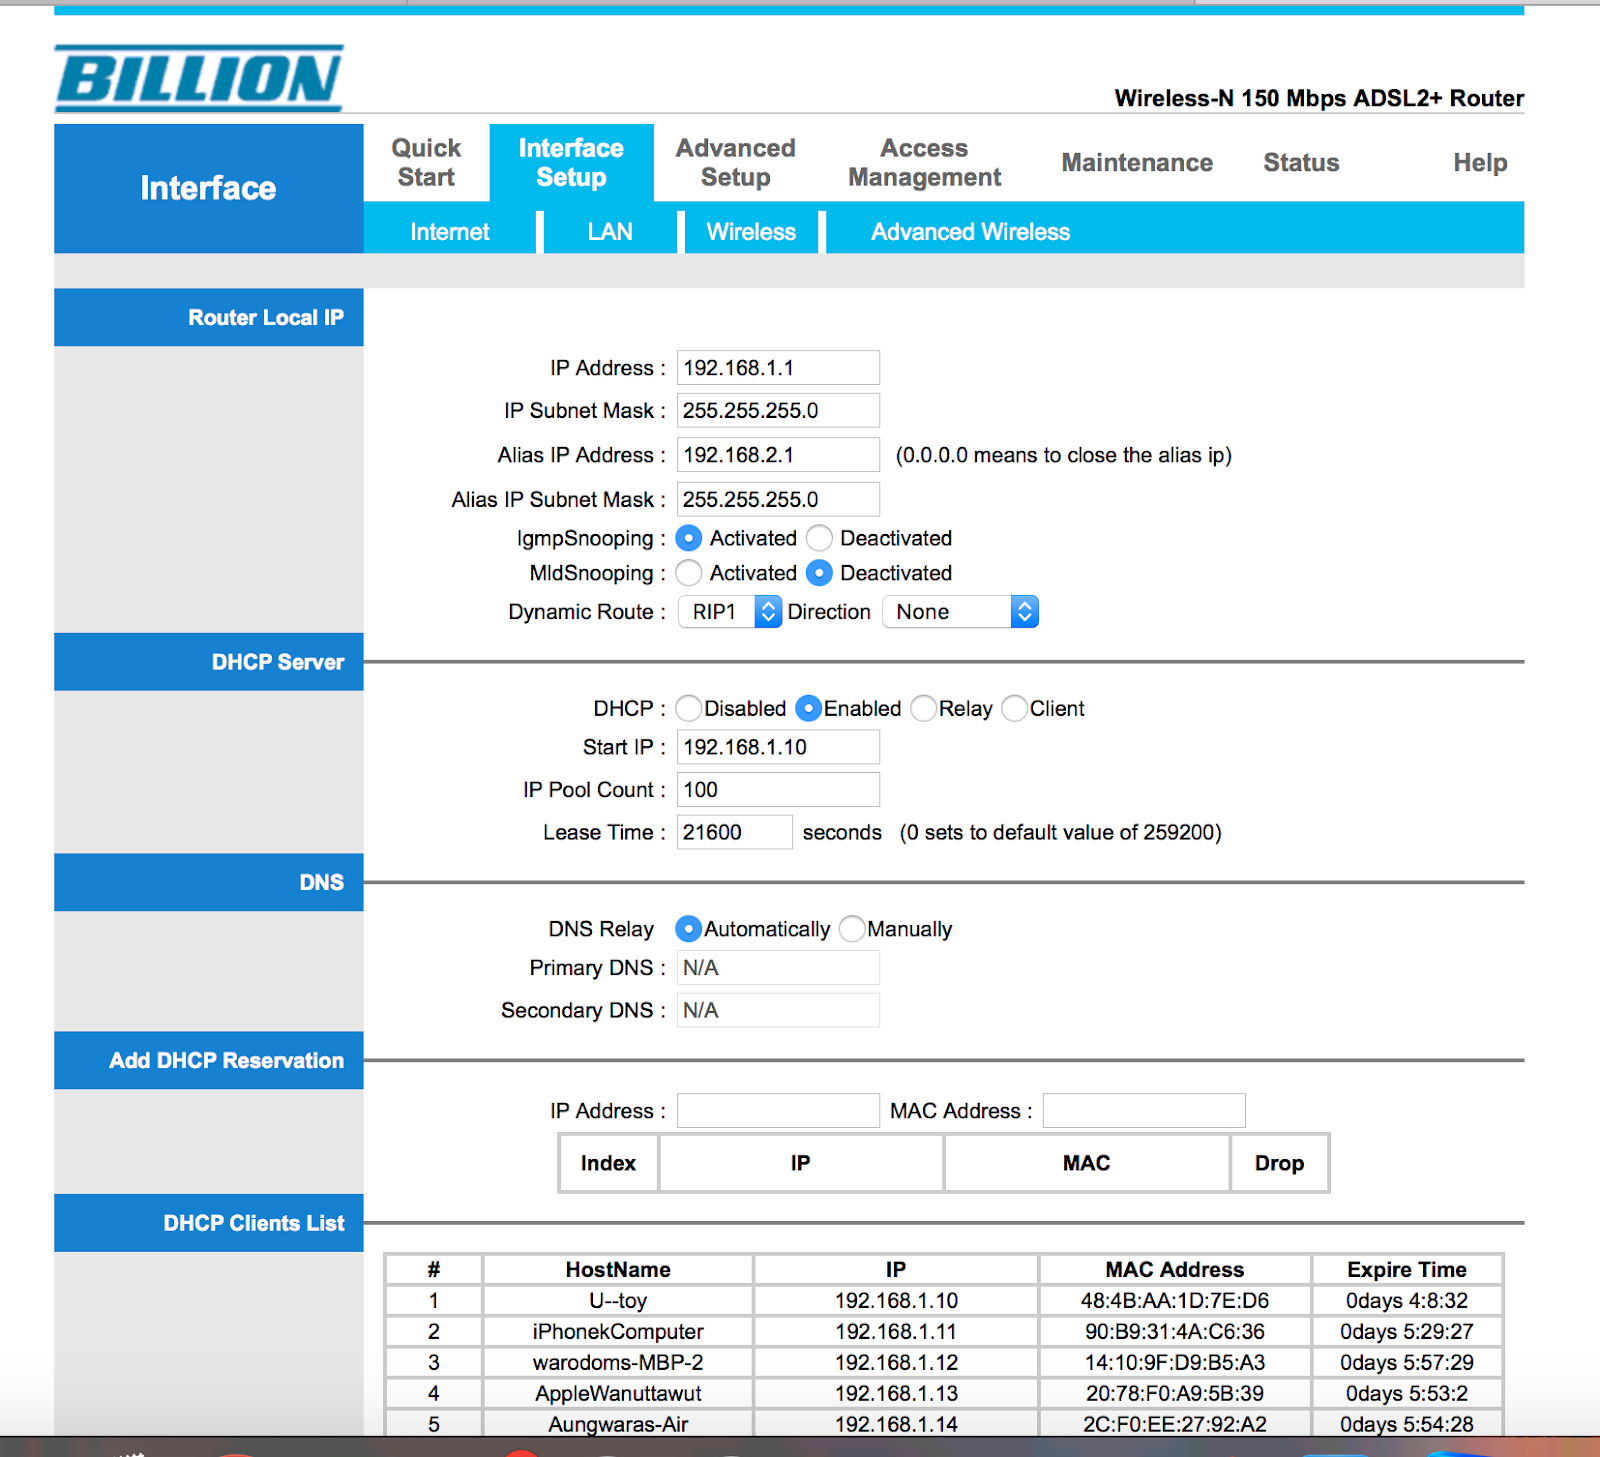 BILLION
Wireless-N 150 Mbps ADSL2+ Router
Interface
Quick Start
Interface Setup
Advanced Setup
Access Management
Maintenance
Status
Help
Internet
LAN
Wireless
Advanced Wireless
Router Local IP
IP Address : 192.168.1.1
IP Subnet Mask : 255.255.255.0
Alias IP Address : 192.168.2.1 (0.0.0.0 means to close the alias ip)
Alias IP Subnet Mask : 255.255.255.0
IgmpSnooping : Activated Deactivated
MldSnooping : Activated Deactivated
Dynamic Route : RIP1 Direction None
DHCP Server
DHCP : Disabled Enabled Relay Client
Start IP : 192.168.1.10
IP Pool Count : 100
Lease Time : 21600 seconds (0 sets to default value of 259200)
DNS
DNS Relay Automatically Manually
Primary DNS : N/A
Secondary DNS : N/A
Add DHCP Reservation
IP Address : MAC Address :
Index IP MAC Drop
DHCP Clients List
# HostName IP MAC Address Expire Time
1 U--toy 192.168.1.10 48:4B:AA:1D:7E:D6 0days 4:8:32
2 iPhonekComputer 192.168.1.11 90:B9:31:4A:C6:36 0days 5:29:27
3 warodoms-MBP-2 192.168.1.12 14:10:9F:D9:B5:A3 0days 5:57:29
4 AppleWanuttawut 192.168.1.13 20:78:F0:A9:5B:39 0days 5:53:2
5 Aungwaras-Air 192.168.1.14 2C:F0:EE:27:92:A2 0days 5:54:28